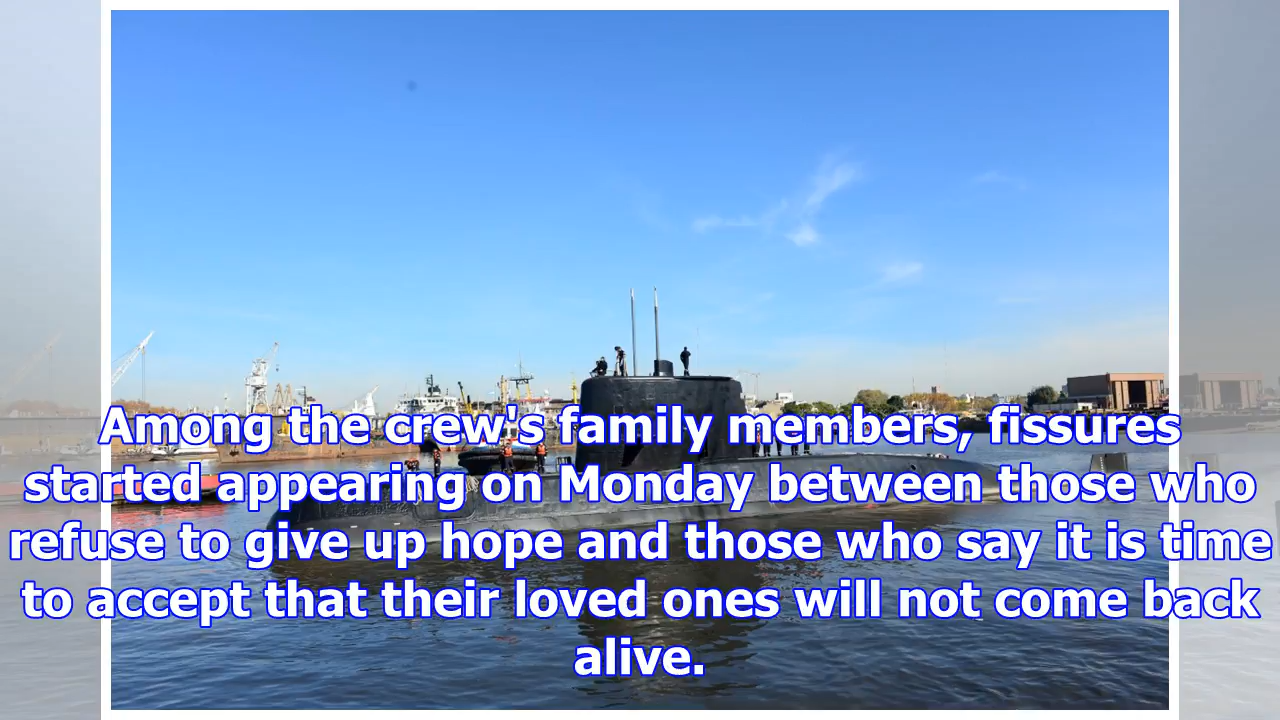 Among the crew's family members, fissures
started appearing on Monday between those who
refuse to give up hope and those who say it is time
to accept that their loved ones will not come back
alive.